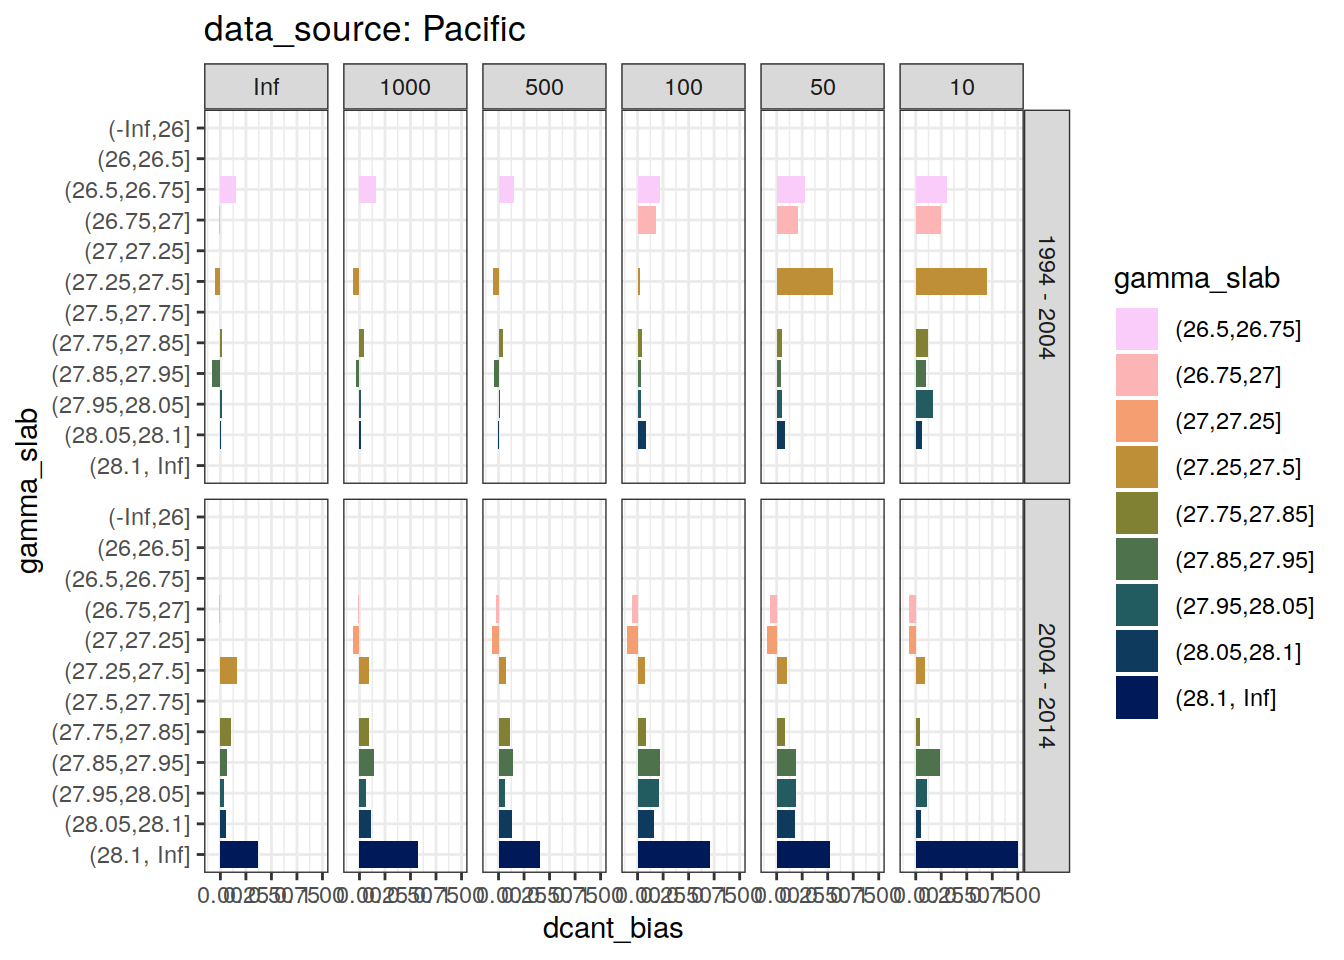 data_source: Pacific
Inf 1000 500 100 50 10
(-Inf,26]
(26,26.5]
(26.5,26.75]
(26.75,27]
(27,27.25]
(27.25,27.5]
(27.5,27.75]
(27.75,27.85]
(27.85,27.95]
(27.95,28.05]
(28.05,28.1]
(28.1, Inf]
1994 - 2004
(-Inf,26]
(26,26.5]
(26.5,26.75]
(26.75,27]
(27,27.25]
(27.25,27.5]
(27.5,27.75]
(27.75,27.85]
(27.85,27.95]
(27.95,28.05]
(28.05,28.1]
(28.1, Inf]
2004 - 2014
gamma_slab
dcant_bias
gamma_slab
(26.5,26.75]
(26.75,27]
(27,27.25]
(27.25,27.5]
(27.75,27.85]
(27.85,27.95]
(27.95,28.05]
(28.05,28.1]
(28.1, Inf]